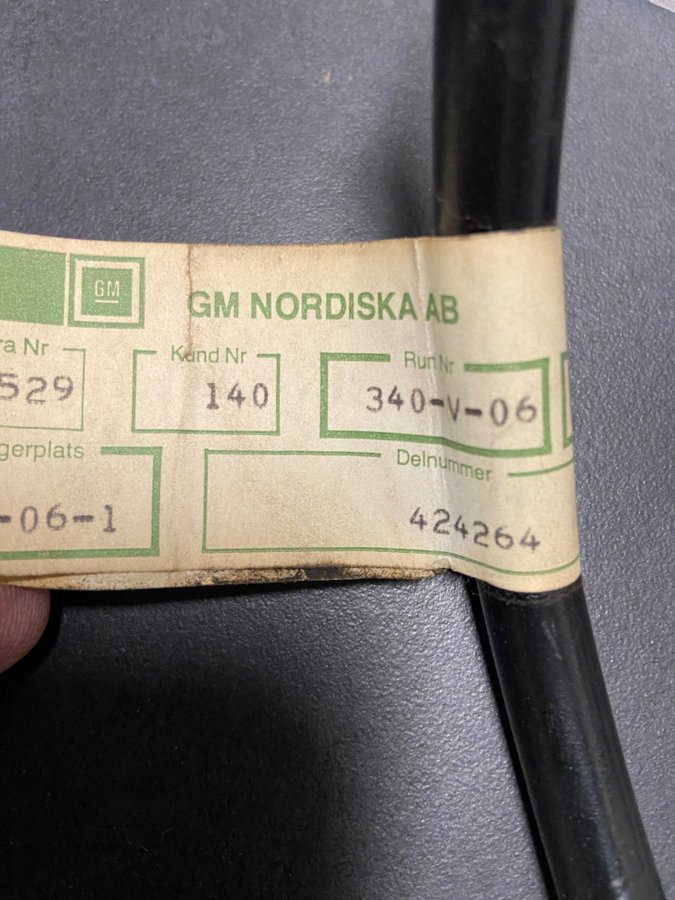 GM
GM NORDISKA AB
ra Nr
Kund Nr
Run Nr
529
140
340-V-06
gerplats
Delnummer
-06-1
424264